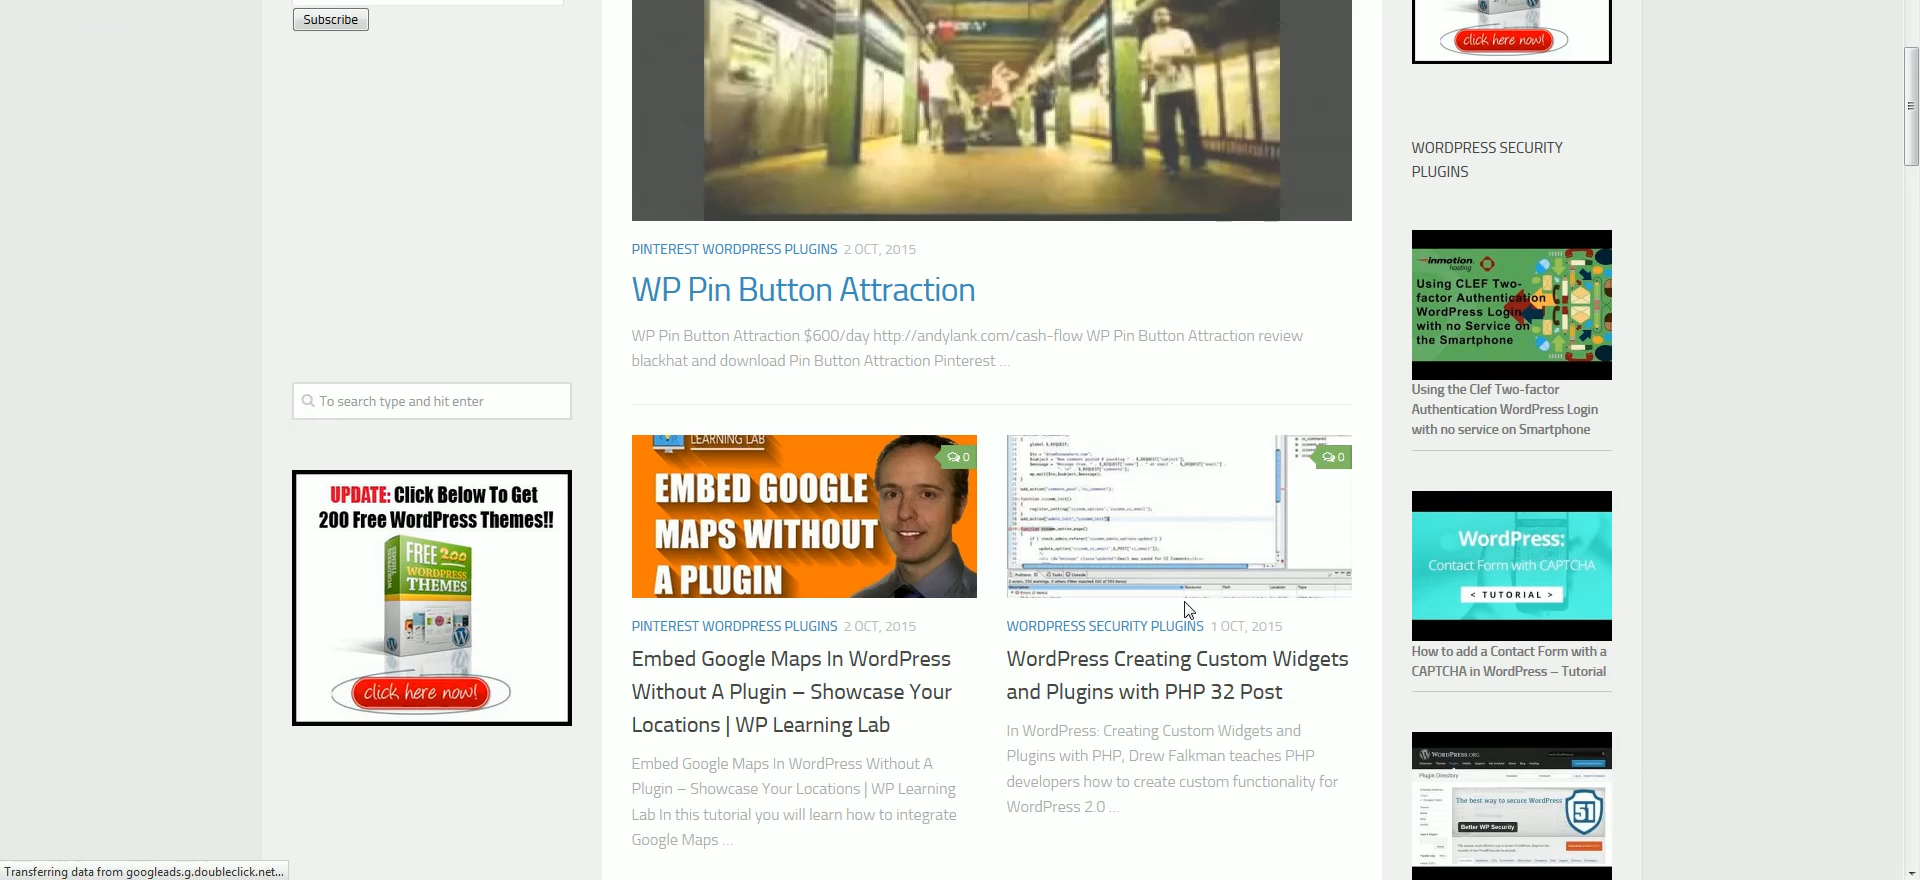 Subscribe
To search type and hit enter
UPDATE: Click Below To Get
200 Free WordPress Themes!!
FREE 200
WORDPRESS
THEMES
click here now!
PINTEREST WORDPRESS PLUGINS 2 OCT, 2015
WP Pin Button Attraction
WP Pin Button Attraction $600/day http://andylank.com/cash-flow WP Pin Button Attraction review
blackhat and download Pin Button Attraction Pinterest ...
LEARNING LAB
0
EMBED GOOGLE
MAPS WITHOUT
A PLUGIN
PINTEREST WORDPRESS PLUGINS 2 OCT, 2015
Embed Google Maps In WordPress
Without A Plugin – Showcase Your
Locations | WP Learning Lab
Embed Google Maps In WordPress Without A
Plugin – Showcase Your Locations | WP Learning
Lab In this tutorial you will learn how to integrate
Google Maps ...
0
WORDPRESS SECURITY PLUGINS 1 OCT, 2015
WordPress Creating Custom Widgets
and Plugins with PHP 32 Post
In WordPress: Creating Custom Widgets and
Plugins with PHP, Drew Falkman teaches PHP
developers how to create custom functionality for
WordPress 2.0 ...
click here now!
WORDPRESS SECURITY
PLUGINS
inmotion
hosting
Using CLEF Two-
factor Authentication
WordPress Login
with no Service on
the Smartphone
Using the Clef Two-factor
Authentication WordPress Login
with no service on Smartphone
WordPress:
Contact Form with CAPTCHA
< TUTORIAL >
How to add a Contact Form with a
CAPTCHA in WordPress – Tutorial
WORDPRESS.ORG
Plugin Directory
The best way to secure WordPress
Better WP Security
Transferring data from googleads.g.doubleclick.net...